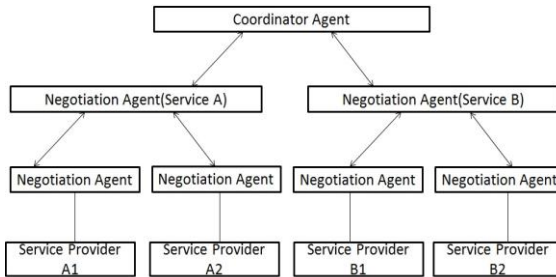 Coordinator Agent
Negotiation Agent(Service A)
Negotiation Agent(Service B)
Negotiation Agent
Negotiation Agent
Negotiation Agent
Negotiation Agent
Service Provider
A1
Service Provider
A2
Service Provider
B1
Service Provider
B2